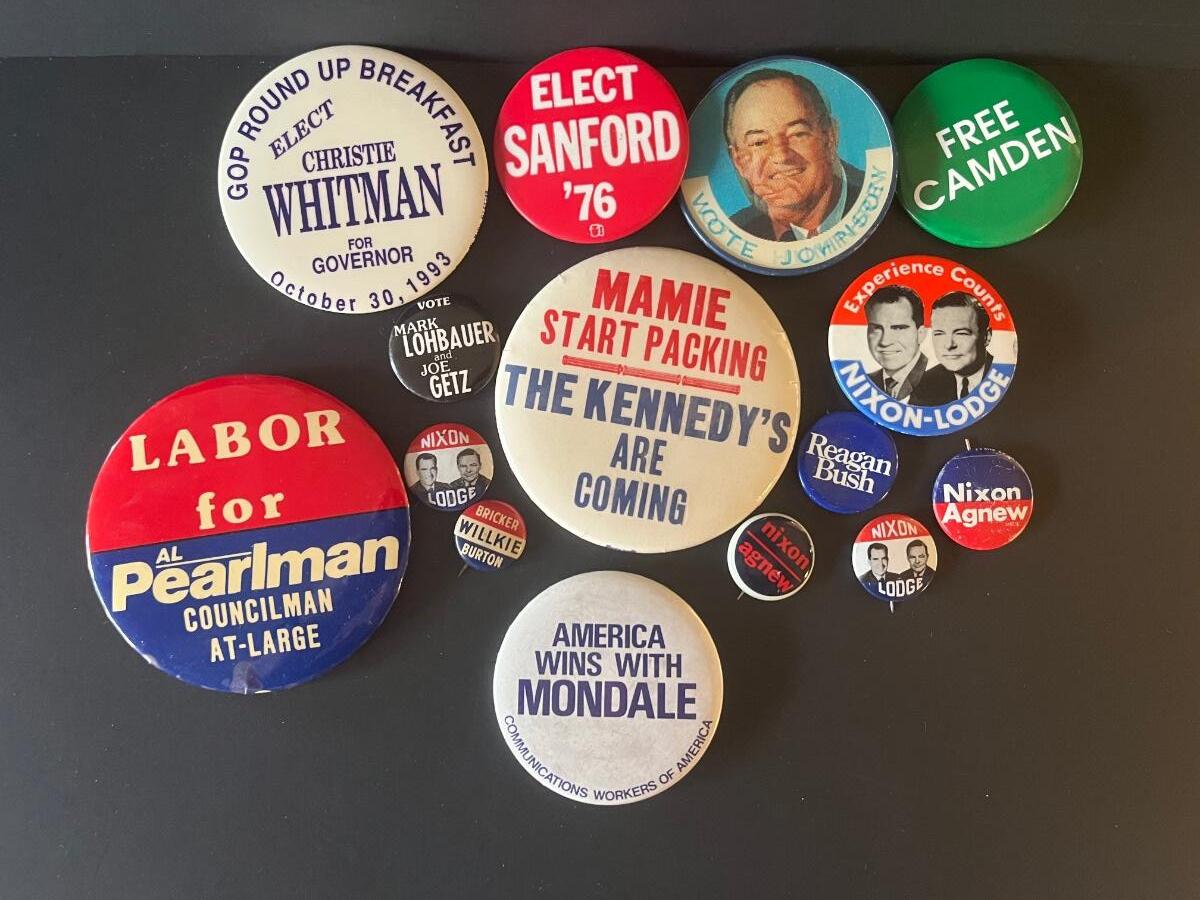 GOP ROUND UP BREAKFAST
ELECT
CHRISTIE
WHITMAN
FOR
GOVERNOR
October 30, 1993
ELECT
SANFORD
'76
VOTE
FREE
CAMDEN
VOTE
MARK
LOHBAUER
and
JOE
GETZ
MAMIE
START PACKING
THE KENNEDY'S
ARE
COMING
Experience Counts
NIXON-LODGE
LABOR
for
AL
Pearlman
COUNCILMAN
AT-LARGE
NIXON
LODGE
BRICKER
WILLKIE
BURTON
Reagan
Bush
Nixon
Agnew
nixon
agnew
NIXON
LODGE
AMERICA
WINS WITH
MONDALE
COMMUNICATIONS WORKERS OF AMERICA